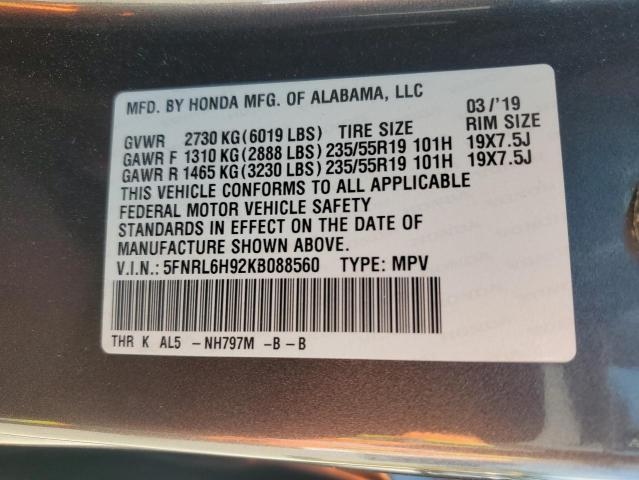 MFD. BY HONDA MFG. OF ALABAMA, LLC 03/'19
GVWR 2730 KG(6019 LBS) TIRE SIZE RIM SIZE
GAWR F 1310 KG(2888 LBS)235/55R19 101H 19X7.5J
GAWR R 1465 KG(3230 LBS)235/55R19 101H 19X7.5J
THIS VEHICLE CONFORMS TO ALL APPLICABLE
FEDERAL MOTOR VEHICLE SAFETY
STANDARDS IN EFFECT ON THE DATE OF
MANUFACTURE SHOWN ABOVE.
V.I.N.: 5FNRL6H92KB088560 TYPE: MPV
THR K AL5 -NH797M -B -B